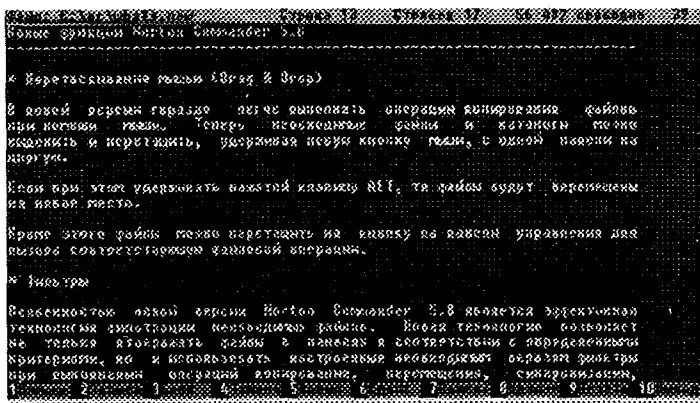 Новые функции Norton Commander 5.0
* Перетаскивание мыши (Drag & Drop)
В новой версии гораздо легче выполнять операции копирования файлов
при помощи мыши. Теперь необходимые файлы и каталоги можно
выделить и перетащить, удерживая левую кнопку мыши, с одной панели на
другую.
Если при этом удерживать нажатой клавишу ALT, то файлы будут перемещены
на новое место.
Кроме этого файлы можно перетащить на кнопку на панели управления для
вызова соответствующей файловой операции.
* Фильтры
Особенностью новой версии Norton Commander 5.0 является эффективная
технология фильтрации необходимых файлов. Новая технология позволяет
не только отображать файлы в панелях в соответствии с определенными
критериями, но и использовать настроенные необходимым образом фильтры
при выполнении операций копирования, перемещения, синхронизации,
1 2 3 4 5 6 7 8 9 10